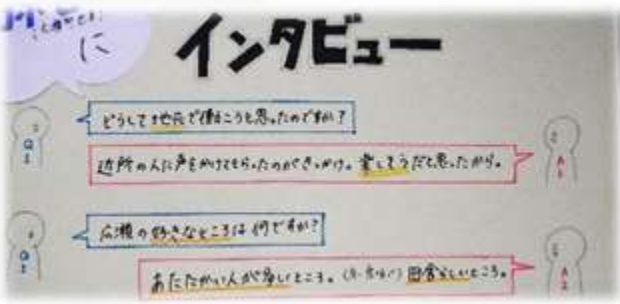 に
インタビュー
Q1
どうして地元で働こうと思ったのですか?
近所の人に声をかけてもらったのがきっかけ。楽しそうだと思ったから。
A1
広瀬の好きなところは何ですか?
あたたかい人が多いところ。田舎らしいところ。
A2